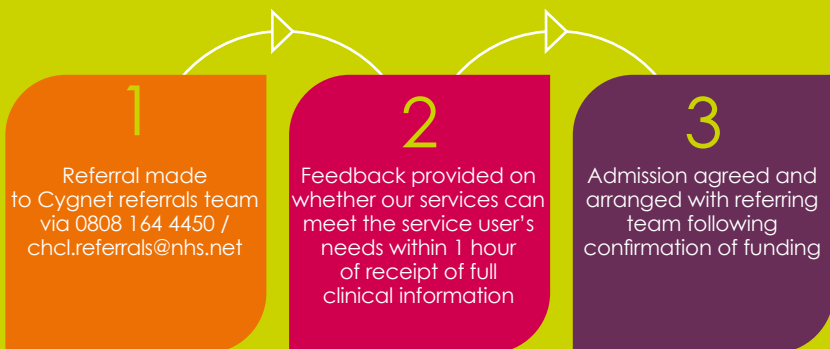 1
Referral made
to Cygnet referrals team
via 0808 164 4450 /
chcl.referrals@nhs.net
2
Feedback provided on
whether our services can
meet the service user's
needs within 1 hour
of receipt of full
clinical information
3
Admission agreed and
arranged with referring
team following
confirmation of funding